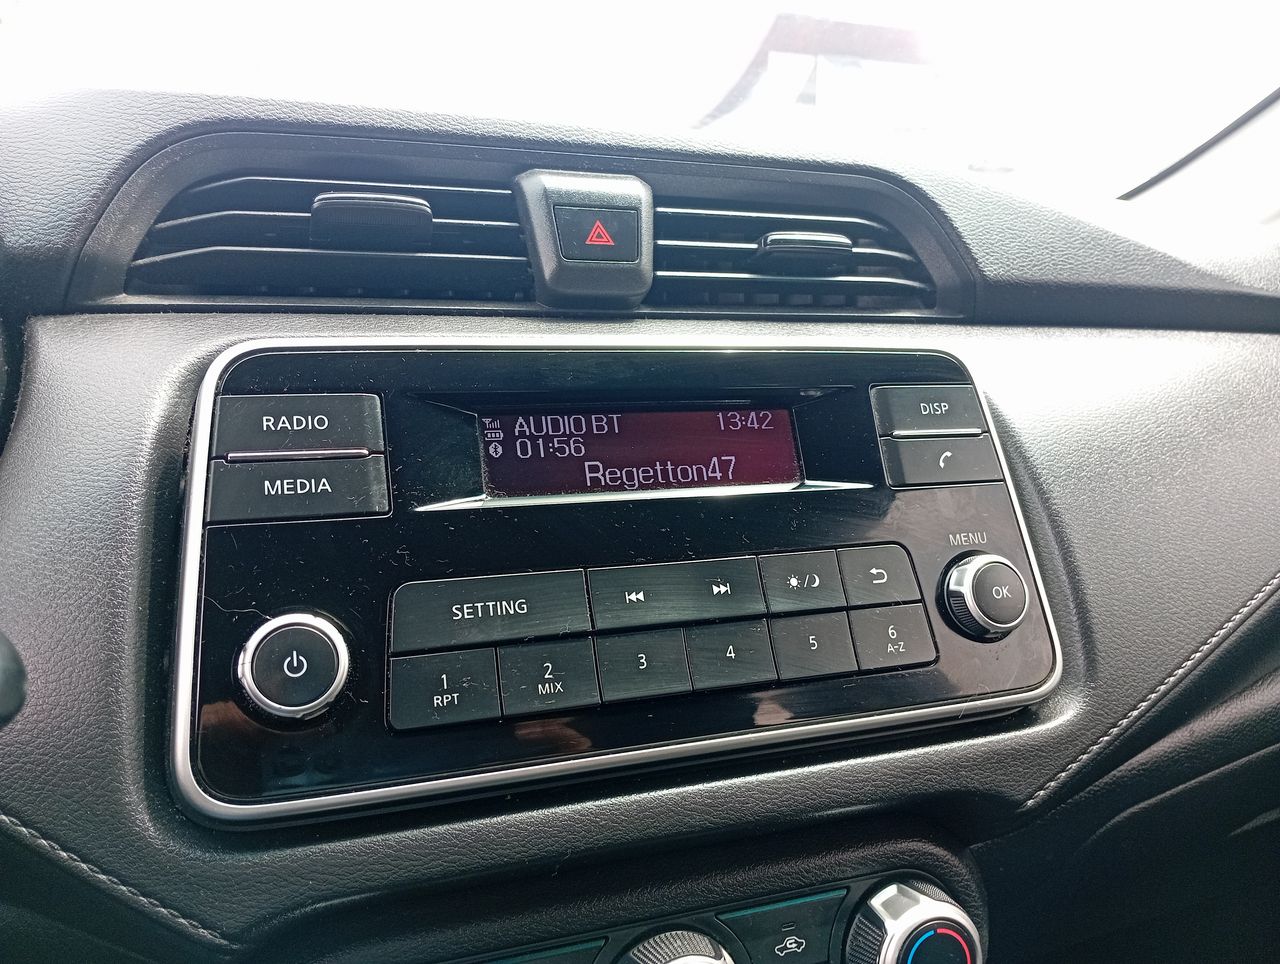 RADIO
MEDIA
AUDIO BT 13:42
01:56
Regetton47
DISP
MENU
OK
SETTING
1
RPT
2
MIX
3
4
5
6
A-Z